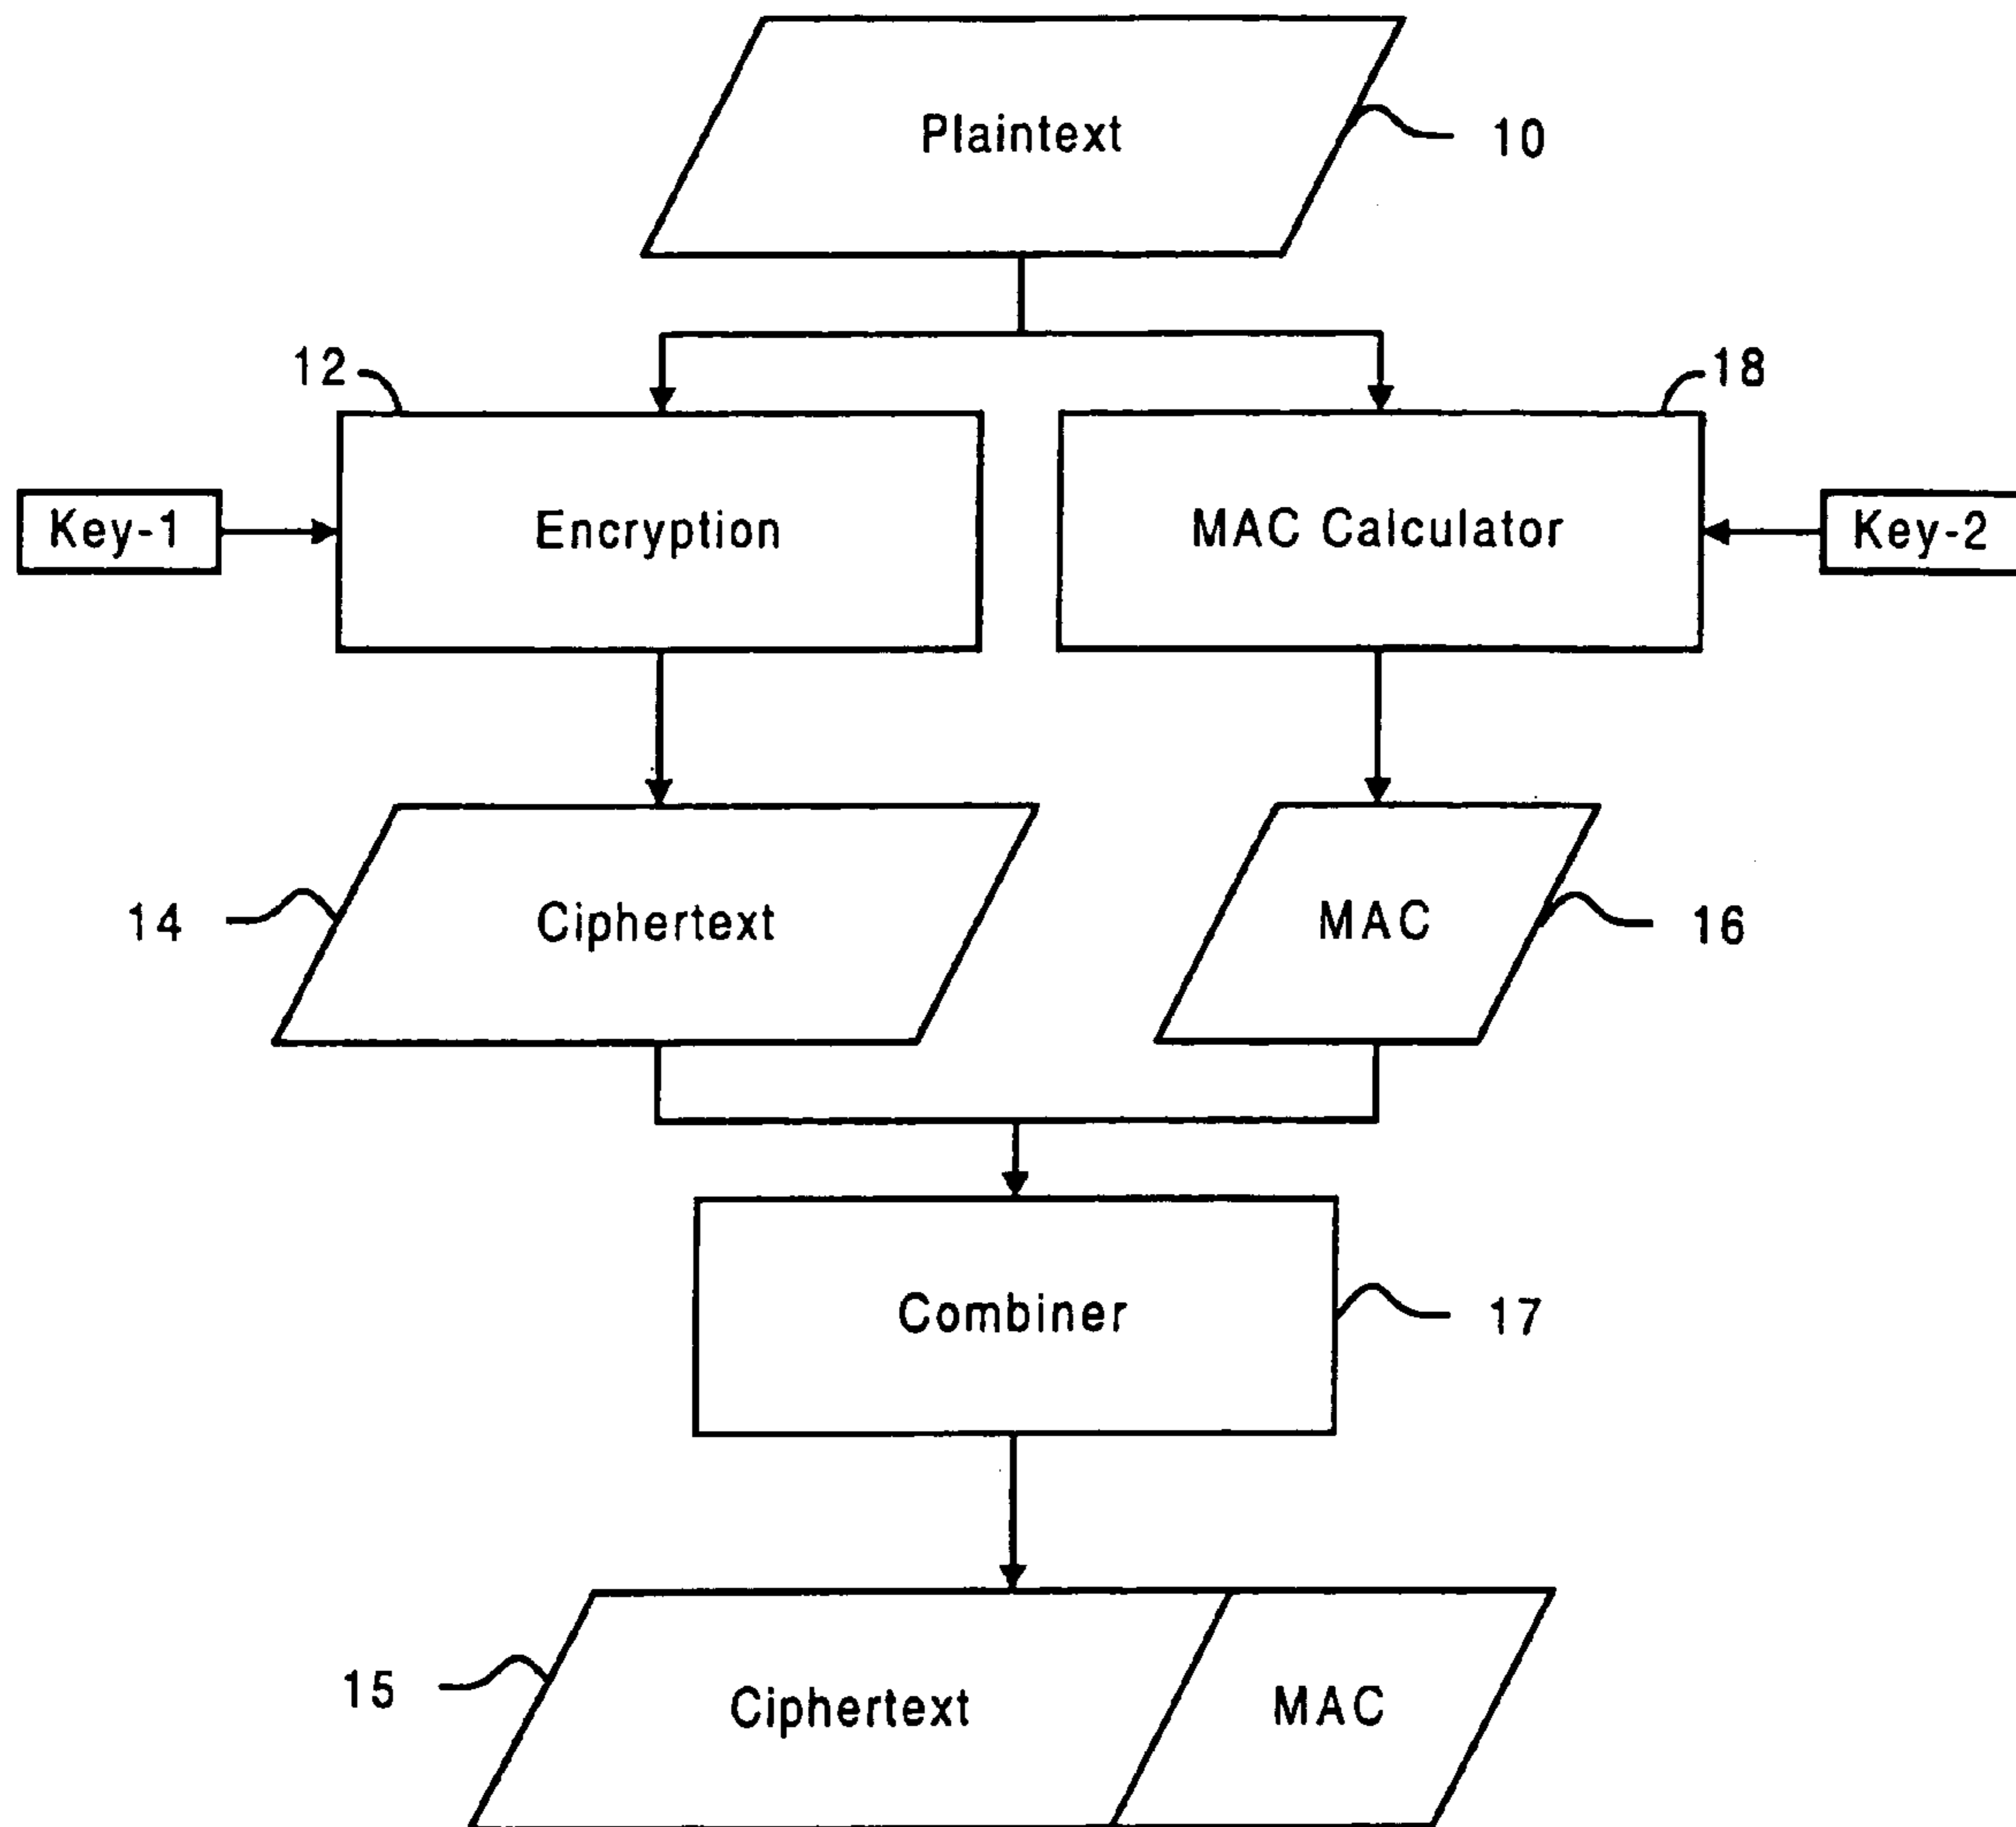 Plaintext
10
12
18
Key-1
Encryption
MAC Calculator
Key-2
14
Ciphertext
MAC
16
Combiner
17
15
Ciphertext
MAC